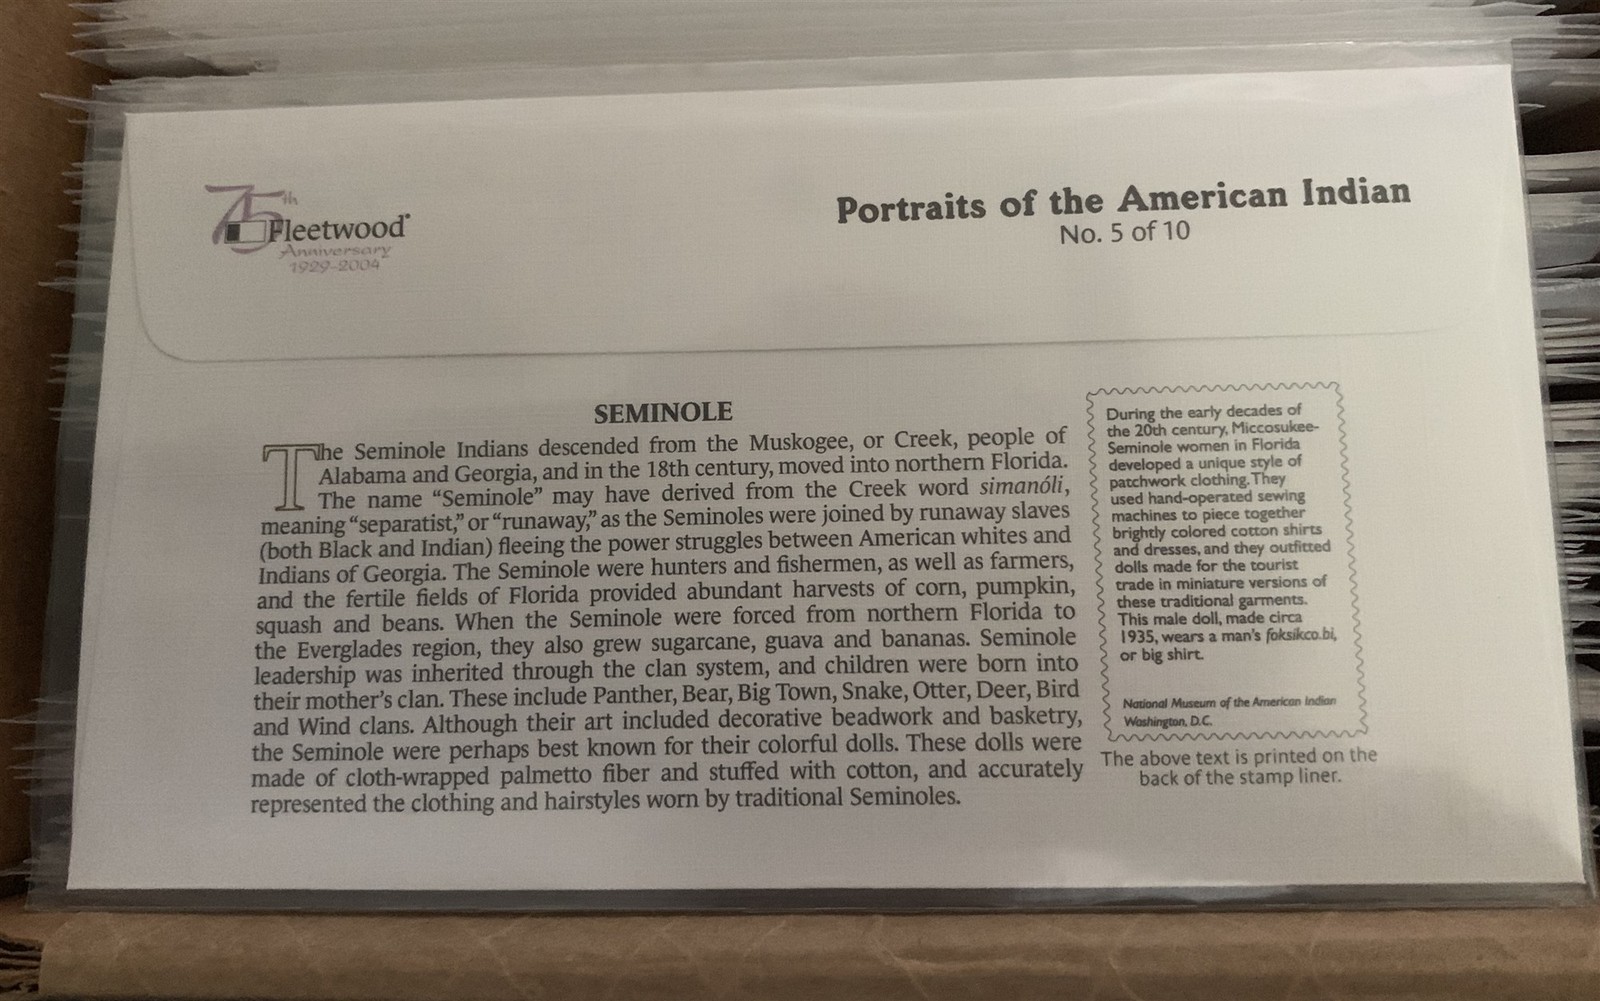 75th
Fleetwood®
Anniversary
1929-2004
Portraits of the American Indian
No. 5 of 10
SEMINOLE
The Seminole Indians descended from the Muskogee, or Creek, people of
Alabama and Georgia, and in the 18th century, moved into northern Florida.
The name “Seminole” may have derived from the Creek word simanóli,
meaning “separatist,” or “runaway,” as the Seminoles were joined by runaway slaves
(both Black and Indian) fleeing the power struggles between American whites and
Indians of Georgia. The Seminole were hunters and fishermen, as well as farmers,
and the fertile fields of Florida provided abundant harvests of corn, pumpkin,
squash and beans. When the Seminole were forced from northern Florida to
the Everglades region, they also grew sugarcane, guava and bananas. Seminole
leadership was inherited through the clan system, and children were born into
their mother’s clan. These include Panther, Bear, Big Town, Snake, Otter, Deer, Bird
and Wind clans. Although their art included decorative beadwork and basketry,
the Seminole were perhaps best known for their colorful dolls. These dolls were
made of cloth-wrapped palmetto fiber and stuffed with cotton, and accurately
represented the clothing and hairstyles worn by traditional Seminoles.
During the early decades of
the 20th century, Miccosukee-
Seminole women in Florida
developed a unique style of
patchwork clothing. They
used hand-operated sewing
machines to piece together
brightly colored cotton shirts
and dresses, and they outfitted
dolls made for the tourist
trade in miniature versions of
these traditional garments.
This male doll, made circa
1935, wears a man’s foksikco.bi,
or big shirt.
National Museum of the American Indian
Washington, D.C.
The above text is printed on the
back of the stamp liner.